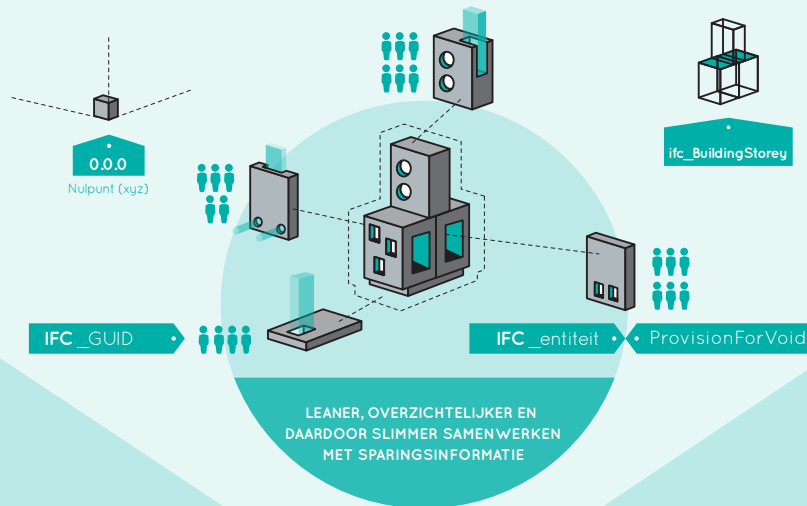 0.0.0
Nulpunt (xyz)
ifc_BuildingStorey
IFC_GUID
IFC_entiteit
ProvisionForVoid
LEANER, OVERZICHTELIJKER EN
DAARDOOR SLIMMER SAMENWERKEN
MET SPARINGSINFORMATIE